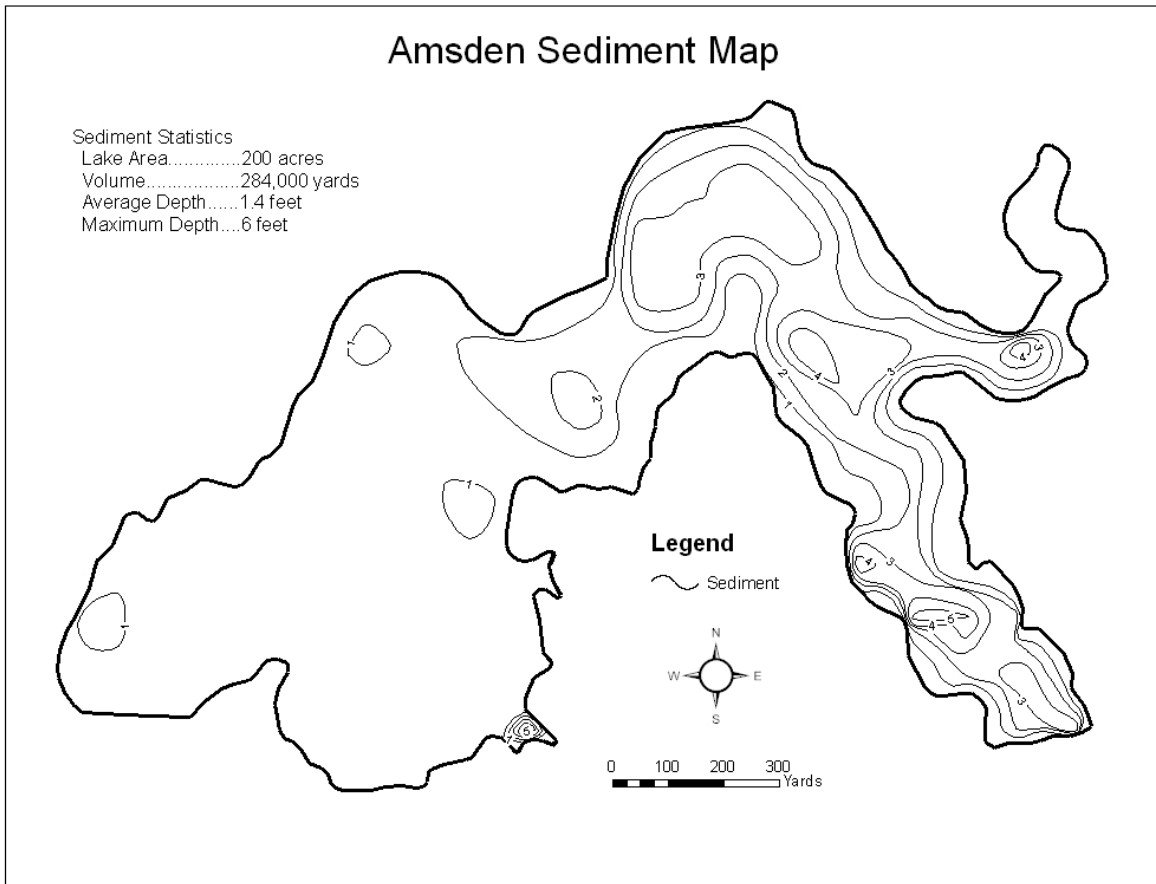 Amsden Sediment Map
Sediment Statistics
Lake Area..............200 acres
Volume..................284,000 yards
Average Depth......1.4 feet
Maximum Depth....6 feet
3
1
4
3
4
3
2
2
1
1
4
3
1
4
5
3
1
5
Legend
Sediment
N
W
E
S
0 100 200 300
Yards